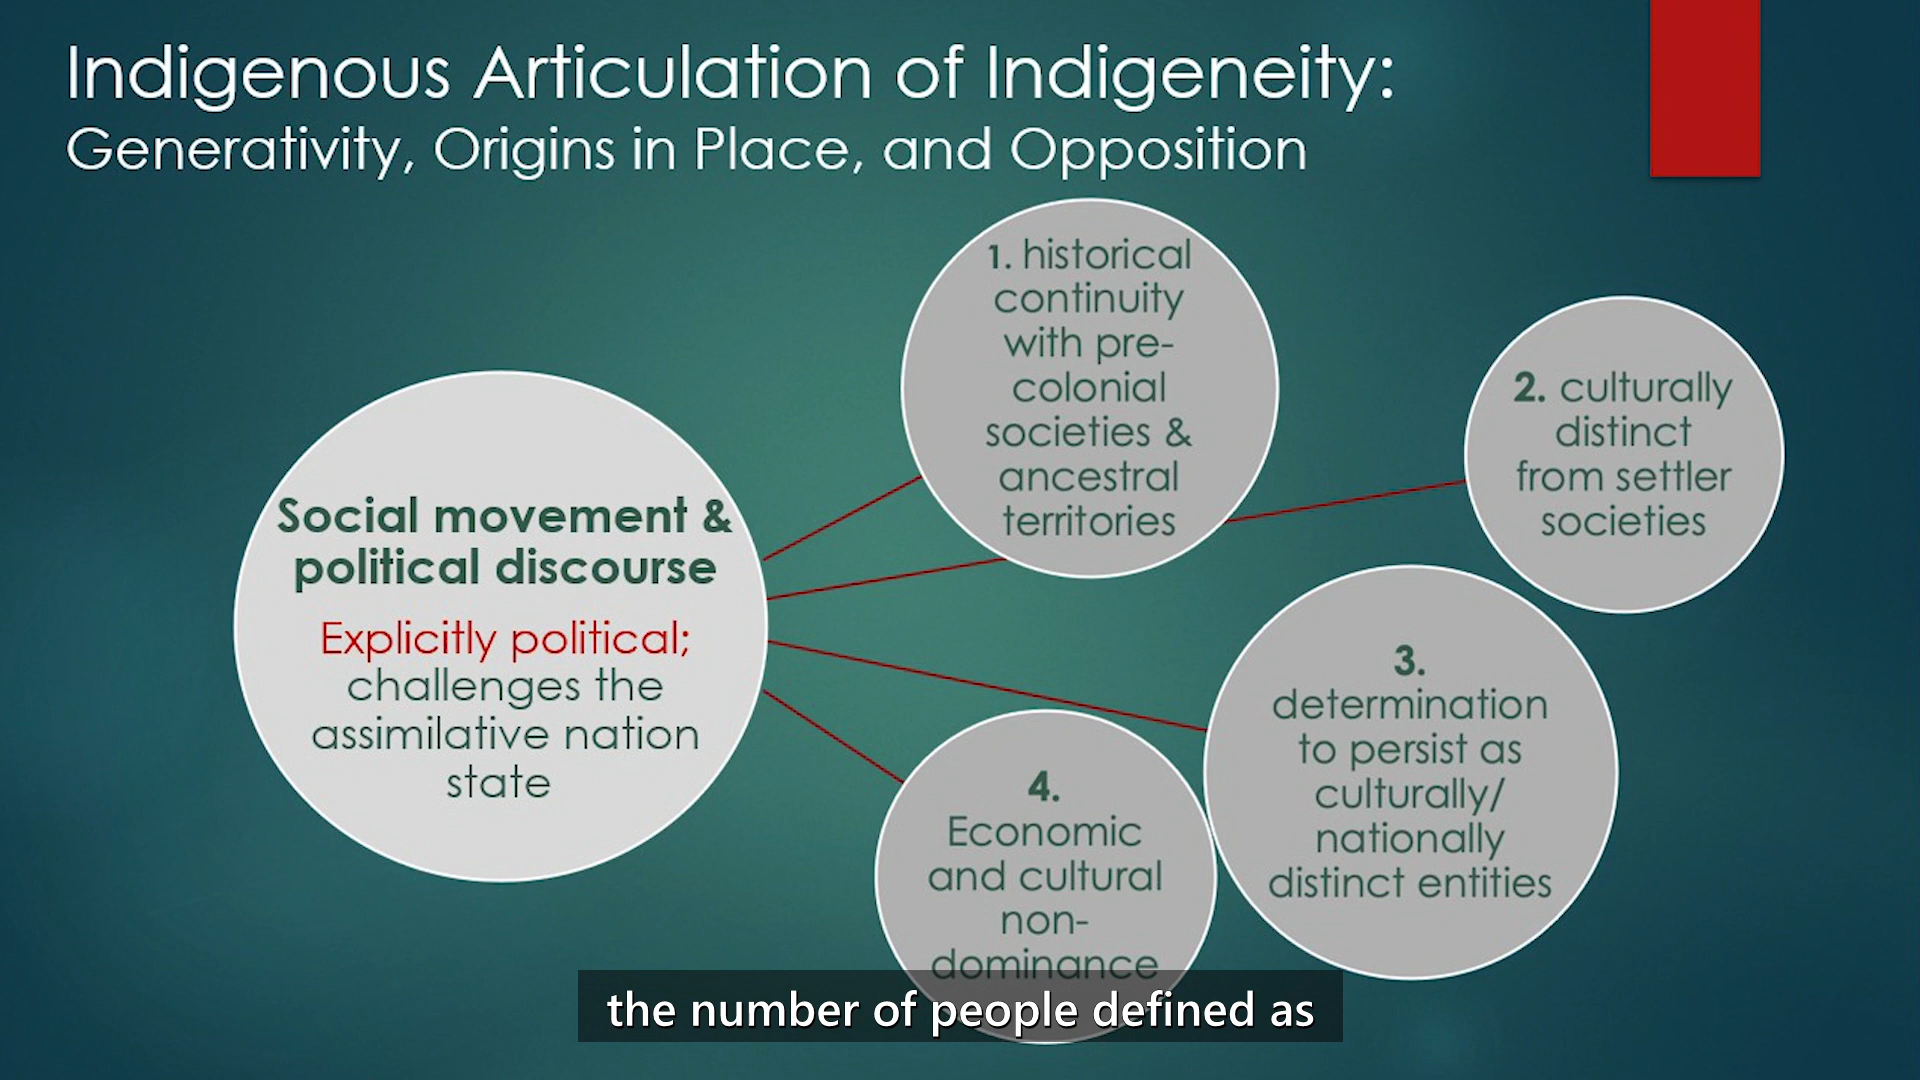 Indigenous Articulation of Indigeneity:
Generativity, Origins in Place, and Opposition
Social movement &
political discourse
Explicitly political;
challenges the
assimilative nation
state
1. historical
continuity
with pre-
colonial
societies &
ancestral
territories
2. culturally
distinct
from settler
societies
3.
determination
to persist as
culturally/
nationally
distinct entities
4.
Economic
and cultural
non-
dominance
the number of people defined as